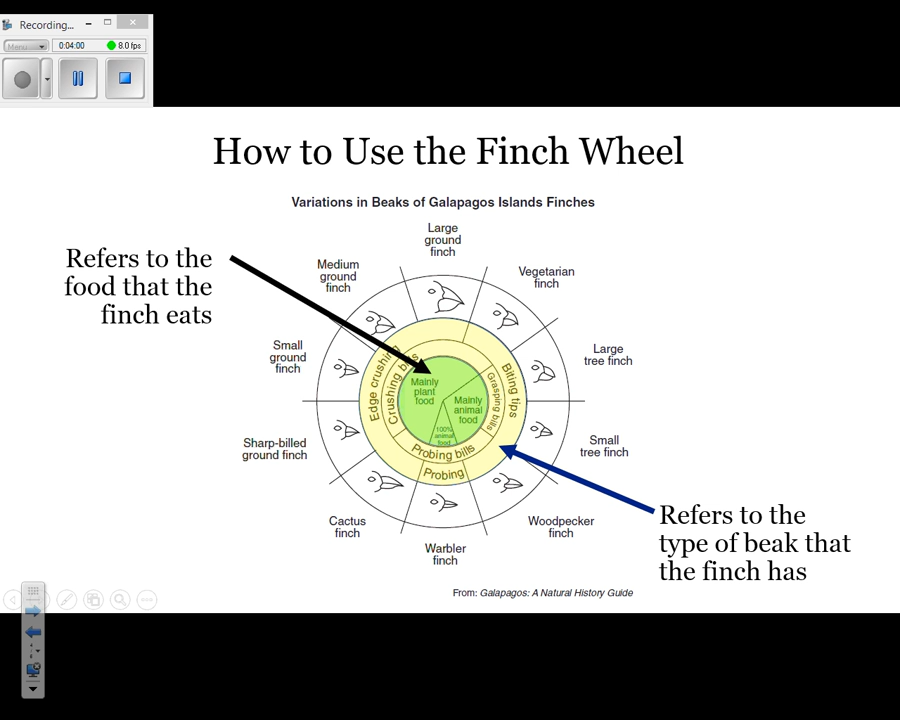 Recording...
Menu
0:04:00
8.0 fps
How to Use the Finch Wheel
Variations in Beaks of Galapagos Islands Finches
Refers to the
food that the
finch eats
Large
ground
finch
Medium
ground
finch
Vegetarian
finch
Small
ground
finch
Large
tree finch
Sharp-billed
ground finch
Small
tree finch
Cactus
finch
Warbler
finch
Woodpecker
finch
Edge crushing
Crushing bills
Biting tips
Grasping bills
Mainly
plant
food
Mainly
animal
food
100%
animal
food
Probing bills
Probing
Refers to the
type of beak that
the finch has
From: Galapagos: A Natural History Guide